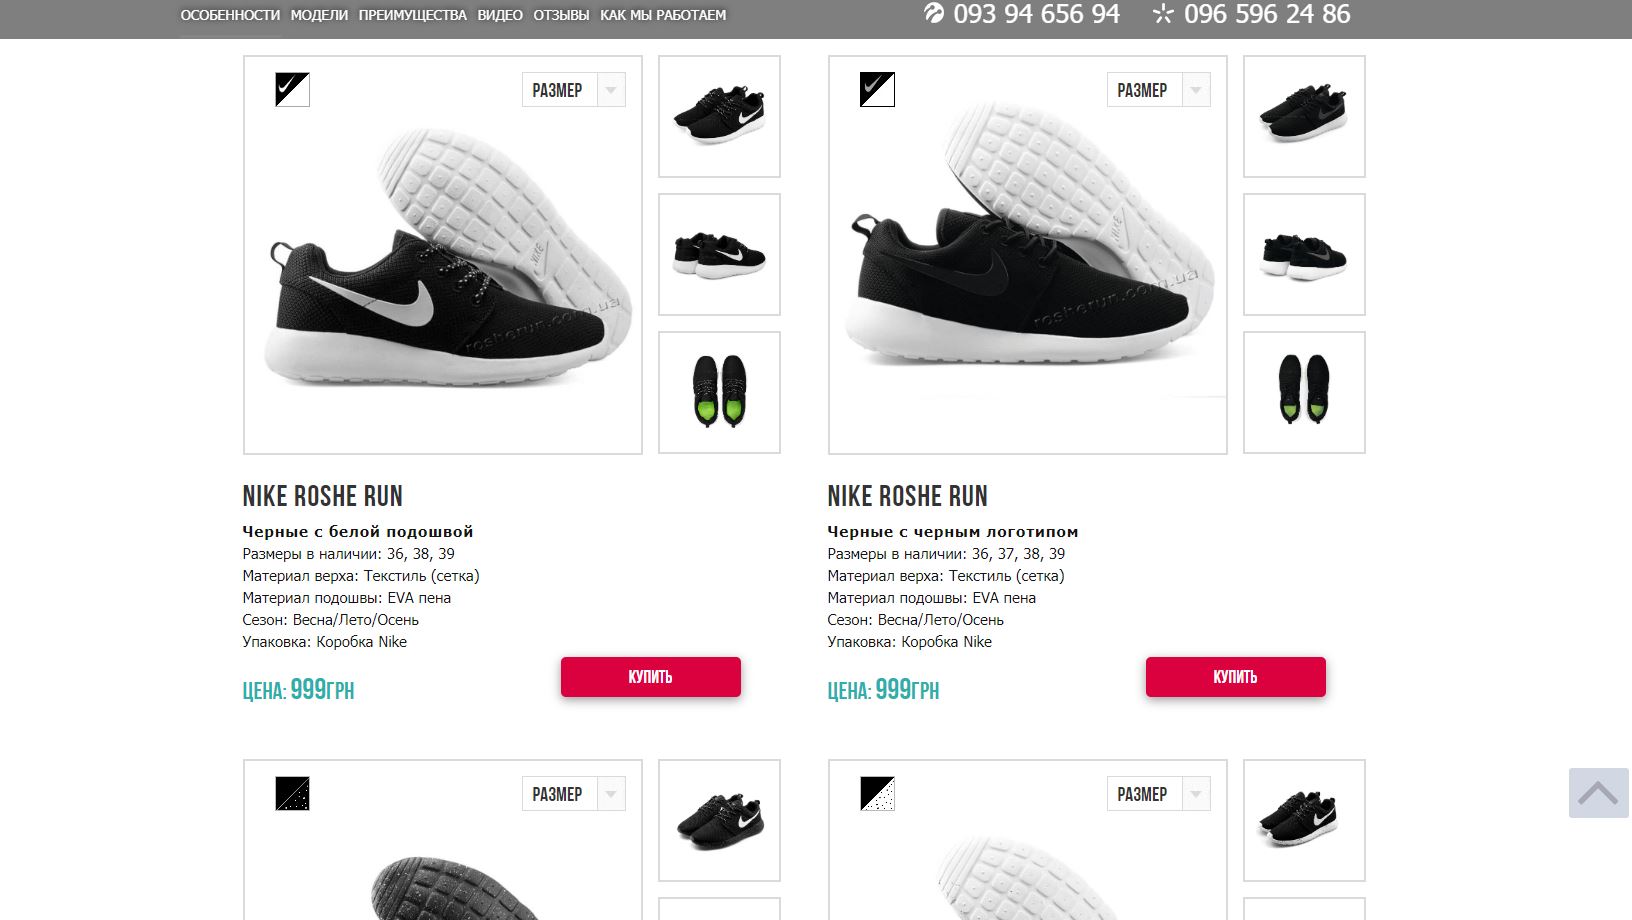 ОСОБЕННОСТИ МОДЕЛИ ПРЕИМУЩЕСТВА ВИДЕО ОТЗЫВЫ КАК МЫ РАБОТАЕМ
093 94 656 94 096 596 24 86
РАЗМЕР
NIKE
rosherun.com.ua
РАЗМЕР
NIKE
rosherun.com.ua
NIKE ROSHE RUN
Черные с белой подошвой
Размеры в наличии: 36, 38, 39
Материал верха: Текстиль (сетка)
Материал подошвы: EVA пена
Сезон: Весна/Лето/Осень
Упаковка: Коробка Nike
ЦЕНА: 999ГРН
КУПИТЬ
NIKE ROSHE RUN
Черные с черным логотипом
Размеры в наличии: 36, 37, 38, 39
Материал верха: Текстиль (сетка)
Материал подошвы: EVA пена
Сезон: Весна/Лето/Осень
Упаковка: Коробка Nike
ЦЕНА: 999ГРН
КУПИТЬ
РАЗМЕР
РАЗМЕР